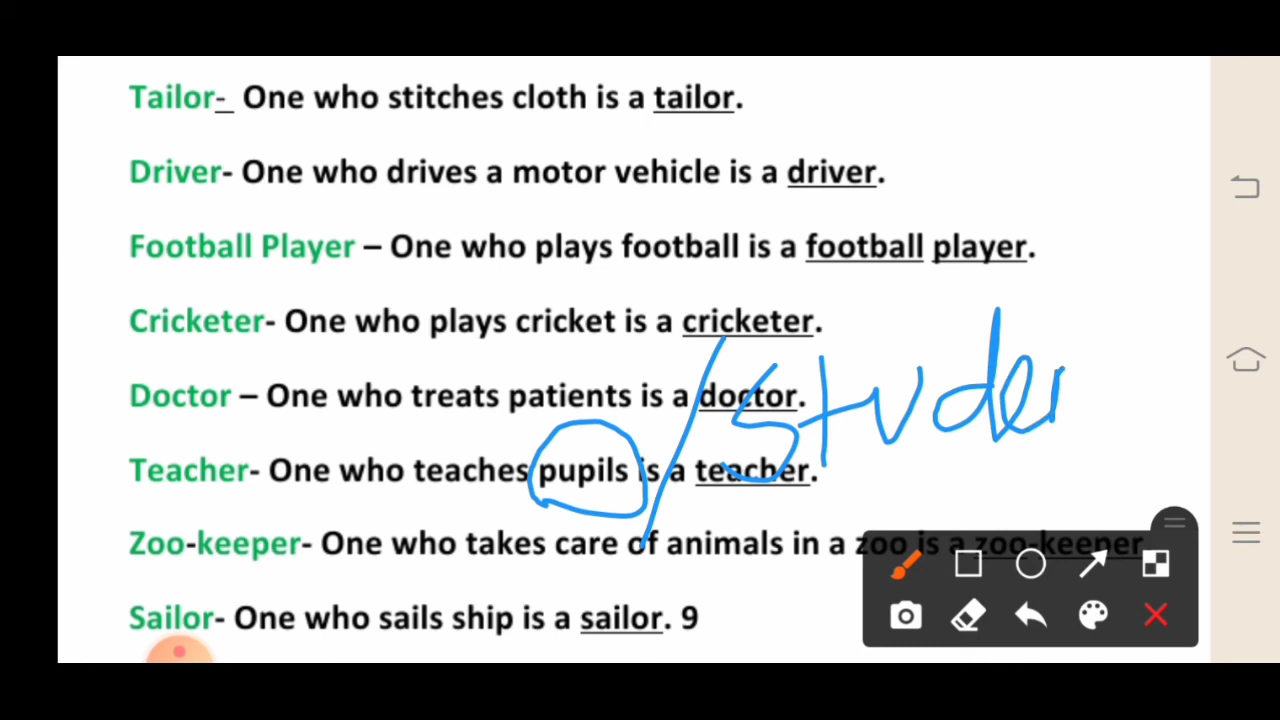 Tailor-_ One who stitches cloth is a tailor.
Driver- One who drives a motor vehicle is a driver.
Football Player – One who plays football is a football player.
Cricketer- One who plays cricket is a cricketer.
Doctor – One who treats patients is a doctor.
/Studen
Teacher- One who teaches pupils is a teacher.
Zoo-keeper- One who takes care of animals in a zoo is a zoo-keeper
Sailor- One who sails ship is a sailor. 9